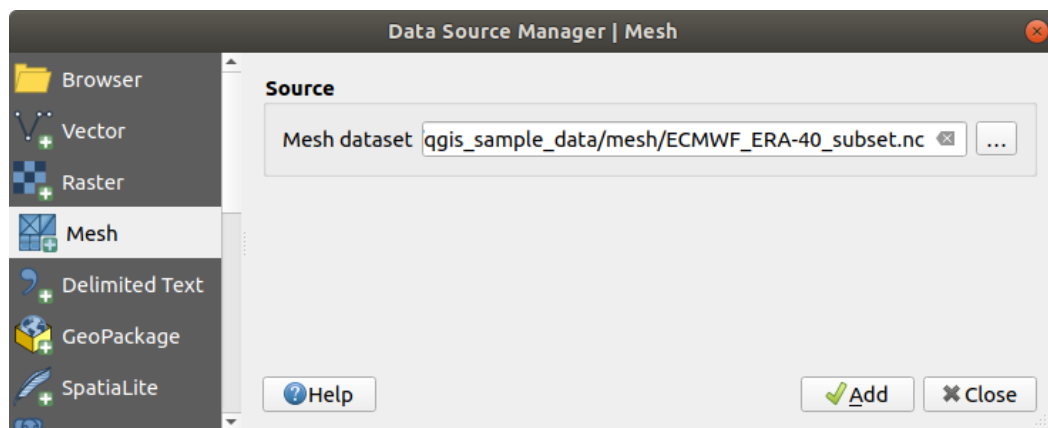 Data Source Manager | Mesh
Browser
Vector
Raster
Mesh
Delimited Text
GeoPackage
SpatiaLite
Source
Mesh dataset qgis_sample_data/mesh/ECMWF_ERA-40_subset.nc ...
Help Add Close